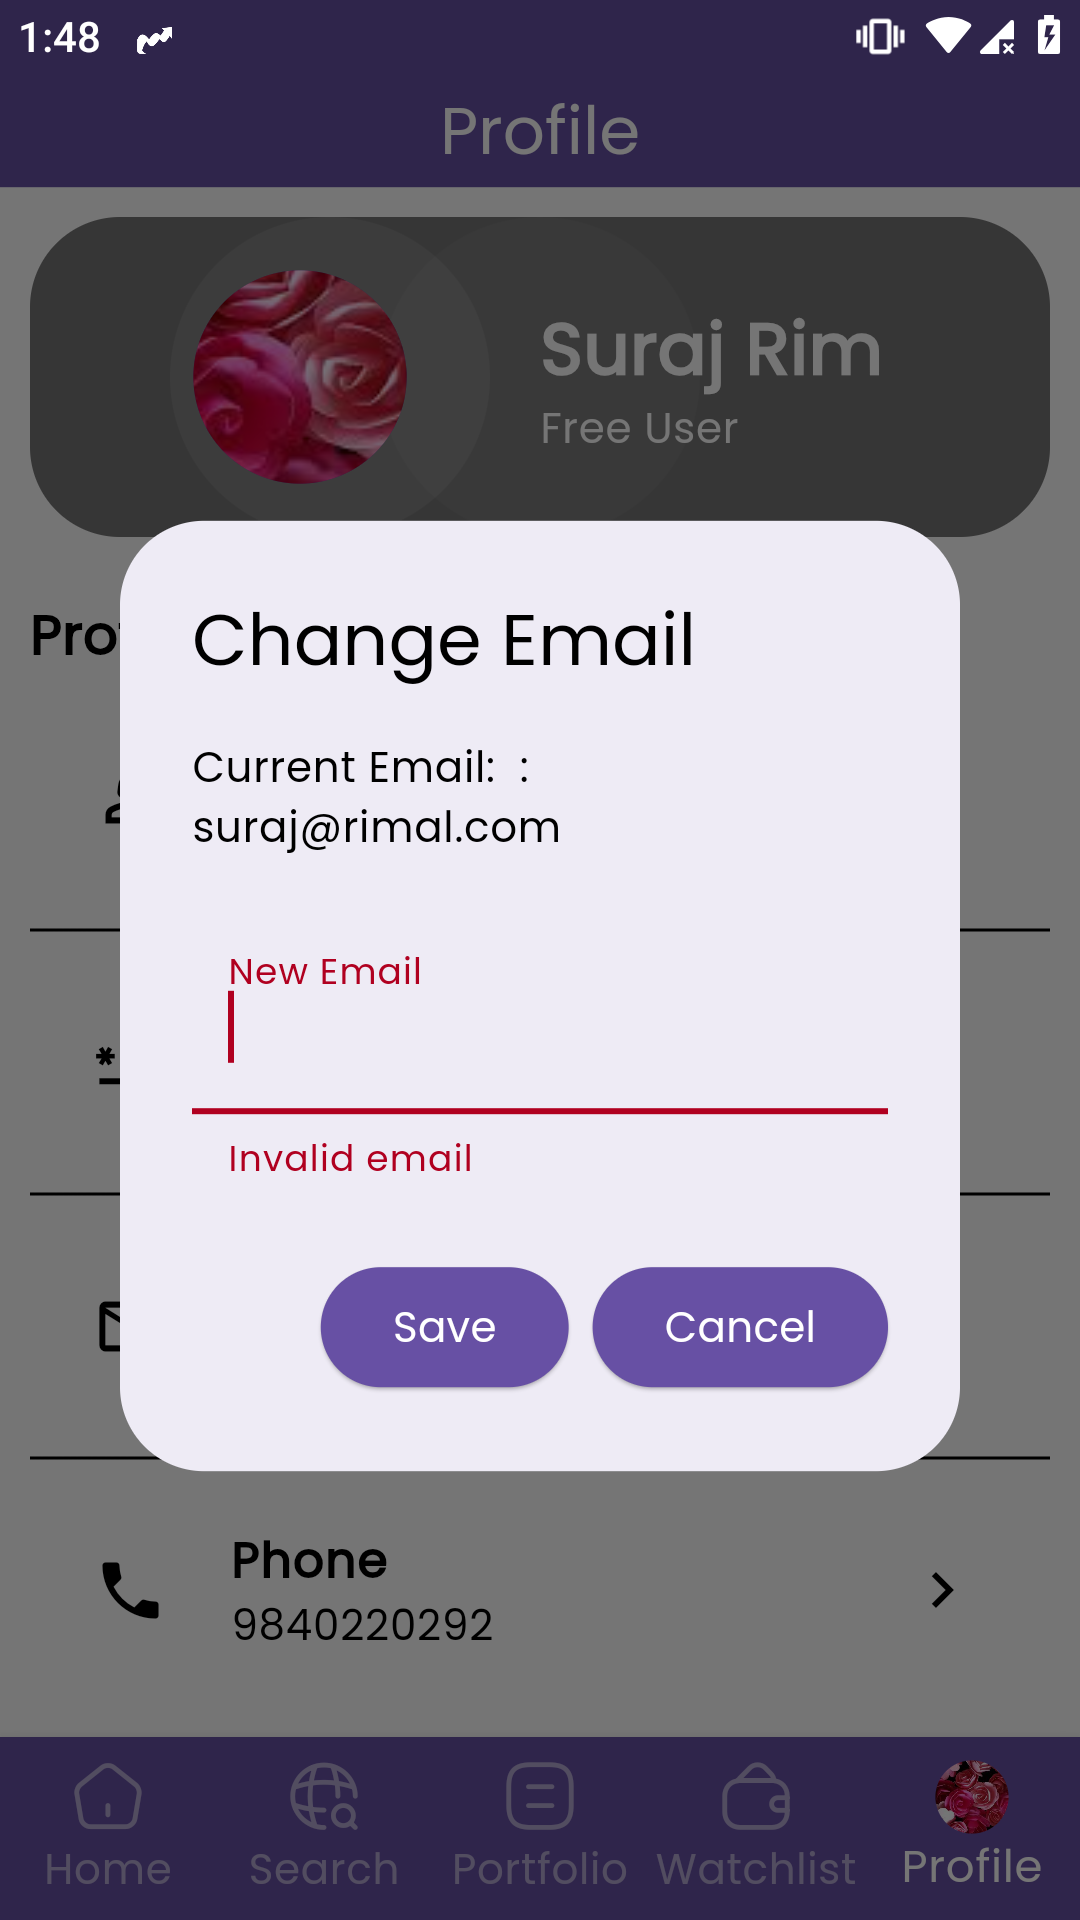 1:48
Profile
Suraj Rim
Free User
Change Email
Current Email:  :
suraj@rimal.com
New Email
Invalid email
Save
Cancel
Phone
9840220292
Home
Search
Portfolio
Watchlist
Profile